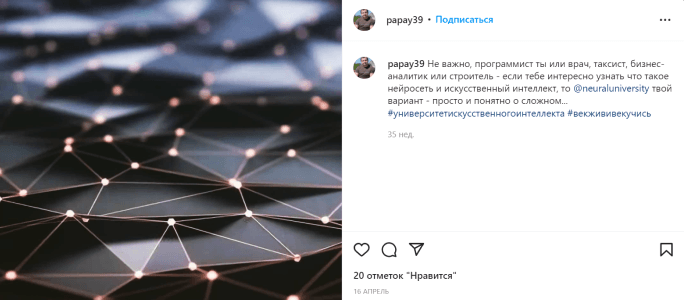 papay39 • Подписаться
papay39 Не важно, программист ты или врач, таксист, бизнес-
аналитик или строитель - если тебе интересно узнать что такое
нейросеть и искусственный интеллект, то @neuraluniversity твой
вариант - просто и понятно о сложном...
#университетискусственногоинтеллекта #векживививекучись
35 нед.
20 отметок "Нравится"
16 АПРЕЛЬ